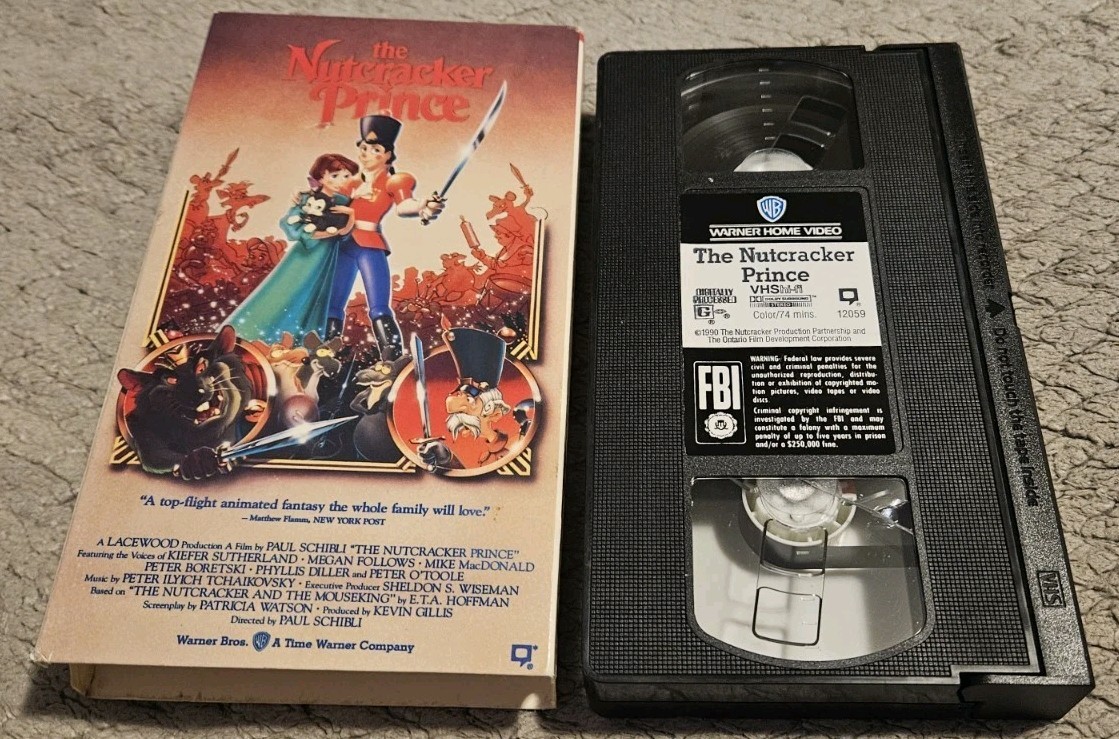 the
Nutcracker
Prince
"A top-flight animated fantasy the whole family will love."
– Matthew Flamm, NEW YORK POST
A LACEWOOD Production A Film by PAUL SCHIBLI "THE NUTCRACKER PRINCE"
Featuring the Voices of KIEFER SUTHERLAND · MEGAN FOLLOWS · MIKE MacDONALD
PETER BORETSKI · PHYLLIS DILLER and PETER O'TOOLE
Music by PETER ILYICH TCHAIKOVSKY · Executive Producer SHELDON S. WISEMAN
Based on "THE NUTCRACKER AND THE MOUSEKING" by E.T.A. HOFFMAN
Screenplay by PATRICIA WATSON · Produced by KEVIN GILLIS
Directed by PAUL SCHIBLI
Warner Bros. WB A Time Warner Company
WB
WARNER HOME VIDEO
The Nutcracker
Prince
VHS hi-fi
DIGITALLY
PROCESSED
DOLBY SURROUND
STEREO
G
Color/74 mins.
12059
©1990 The Nutcracker Production Partnership and
The Ontario Film Development Corporation
FBI
WARNING: Federal law provides severe
civil and criminal penalties for the
unauthorized reproduction, distribu-
tion or exhibition of copyrighted mo-
tion pictures, video tapes or video
discs.
Criminal copyright infringement is
investigated by the FBI and may
constitute a felony with a maximum
penalty of up to five years in prison
and/or a $250,000 fine.
Do not touch the tape inside
VHS